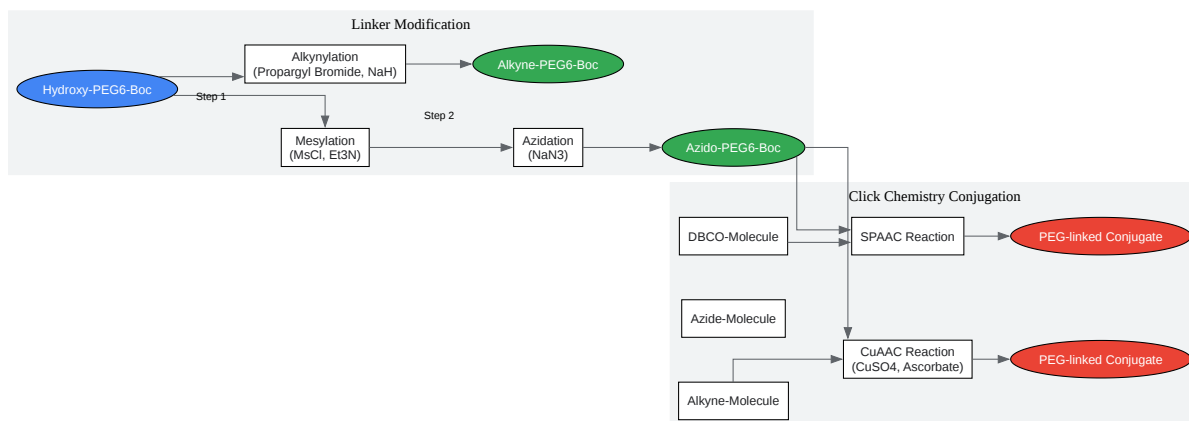 Linker Modification
Alkynylation
(Propargyl Bromide, NaH)
Alkyne-PEG6-Boc
Hydroxy-PEG6-Boc
Step 1
Step 2
Mesylation
(MsCl, Et3N)
Azidation
(NaN3)
Azido-PEG6-Boc
Click Chemistry Conjugation
DBCO-Molecule
SPAAC Reaction
PEG-linked Conjugate
Azide-Molecule
CuAAC Reaction
(CuSO4, Ascorbate)
PEG-linked Conjugate
Alkyne-Molecule